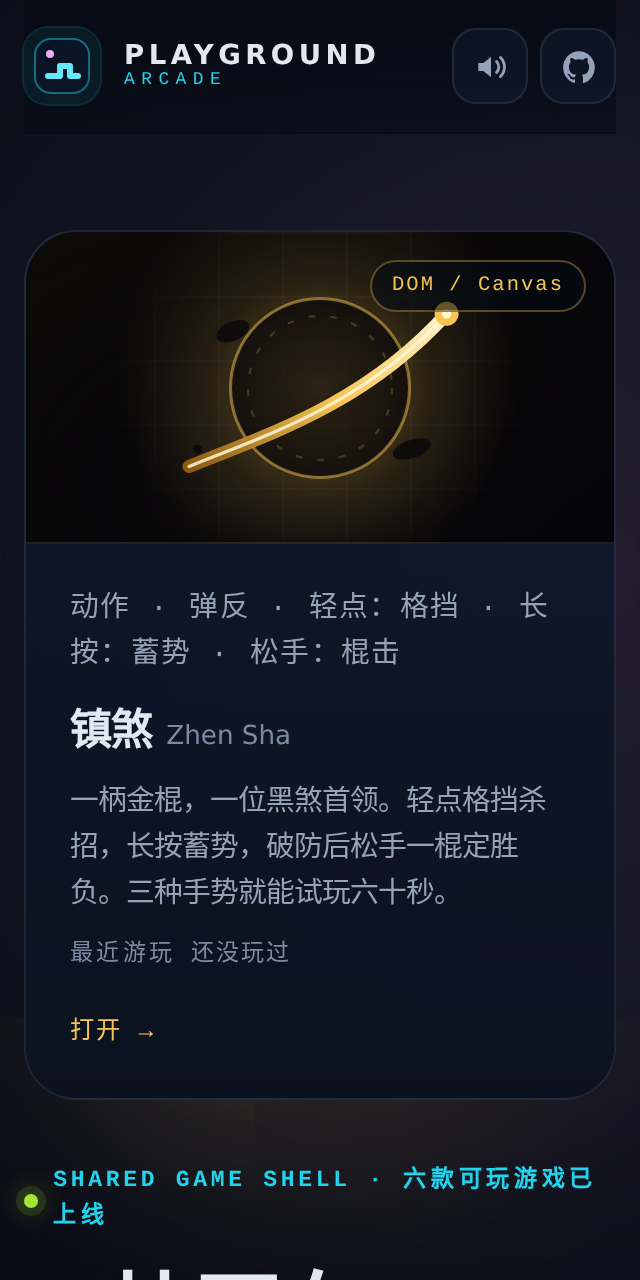 PLAYGROUND
ARCADE
DOM / Canvas
动作 · 弹反 · 轻点：格挡 · 长
按：蓄势 · 松手：棍击
镇煞 Zhen Sha
一柄金棍，一位黑煞首领。轻点格挡杀
招，长按蓄势，破防后松手一棍定胜
负。三种手势就能试玩六十秒。
最近游玩 还没玩过
打开 →
SHARED GAME SHELL · 六款可玩游戏已
上线